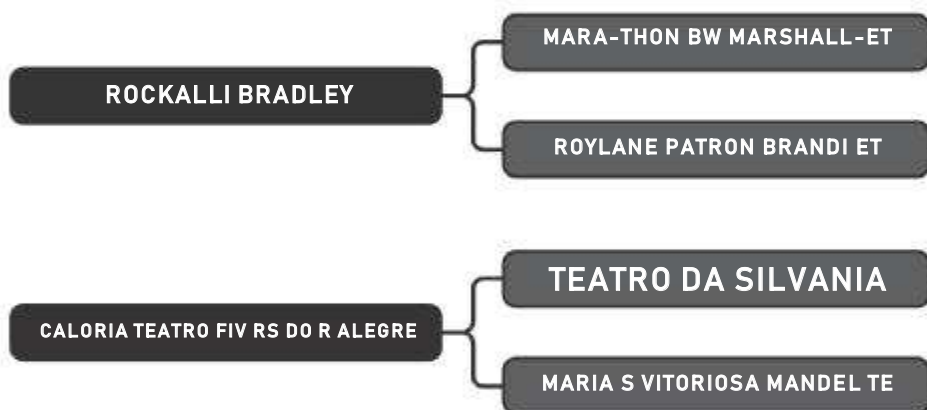 MARA-THON BW MARSHALL-ET
ROCKALLI BRADLEY
ROYLANE PATRON BRANDI ET
TEATRO DA SILVANIA
CALORIA TEATRO FIV RS DO R ALEGRE
MARIA S VITORIOSA MANDEL TE